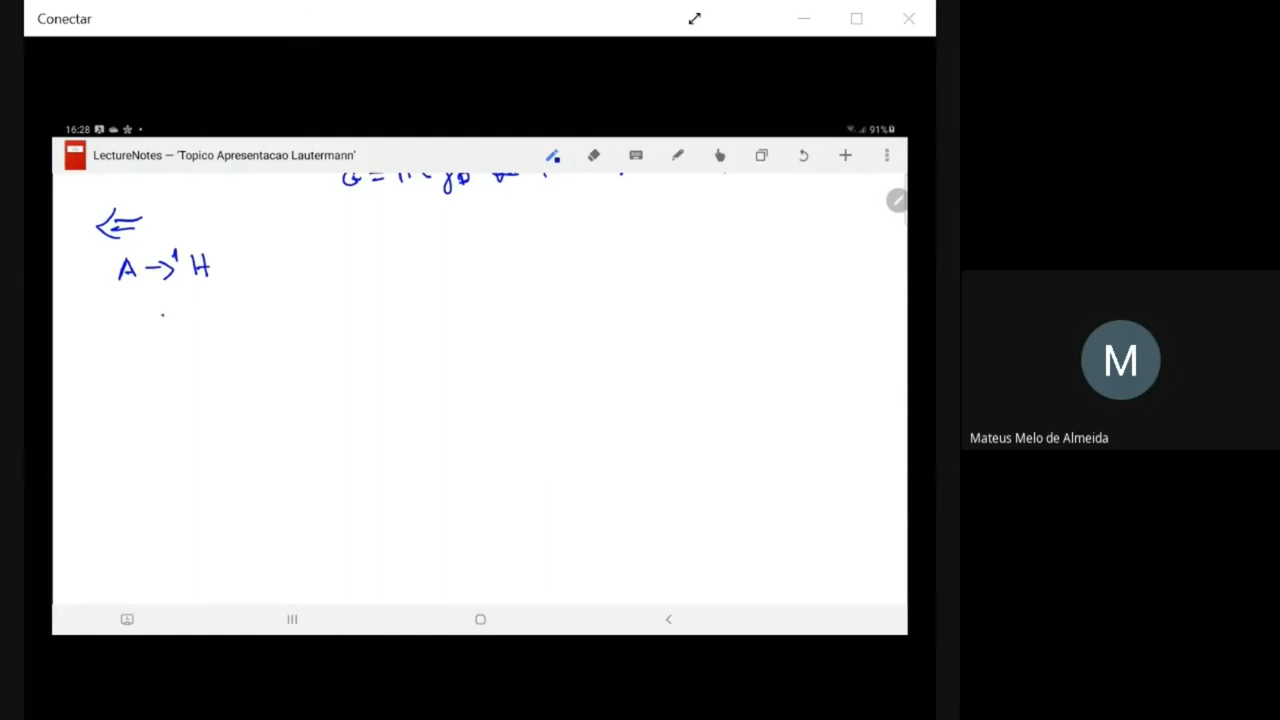 Conectar
16:28 91%
LectureNotes – 'Topico Apresentacao Lautermann'
⇐
A →¹ H
M
Mateus Melo de Almeida